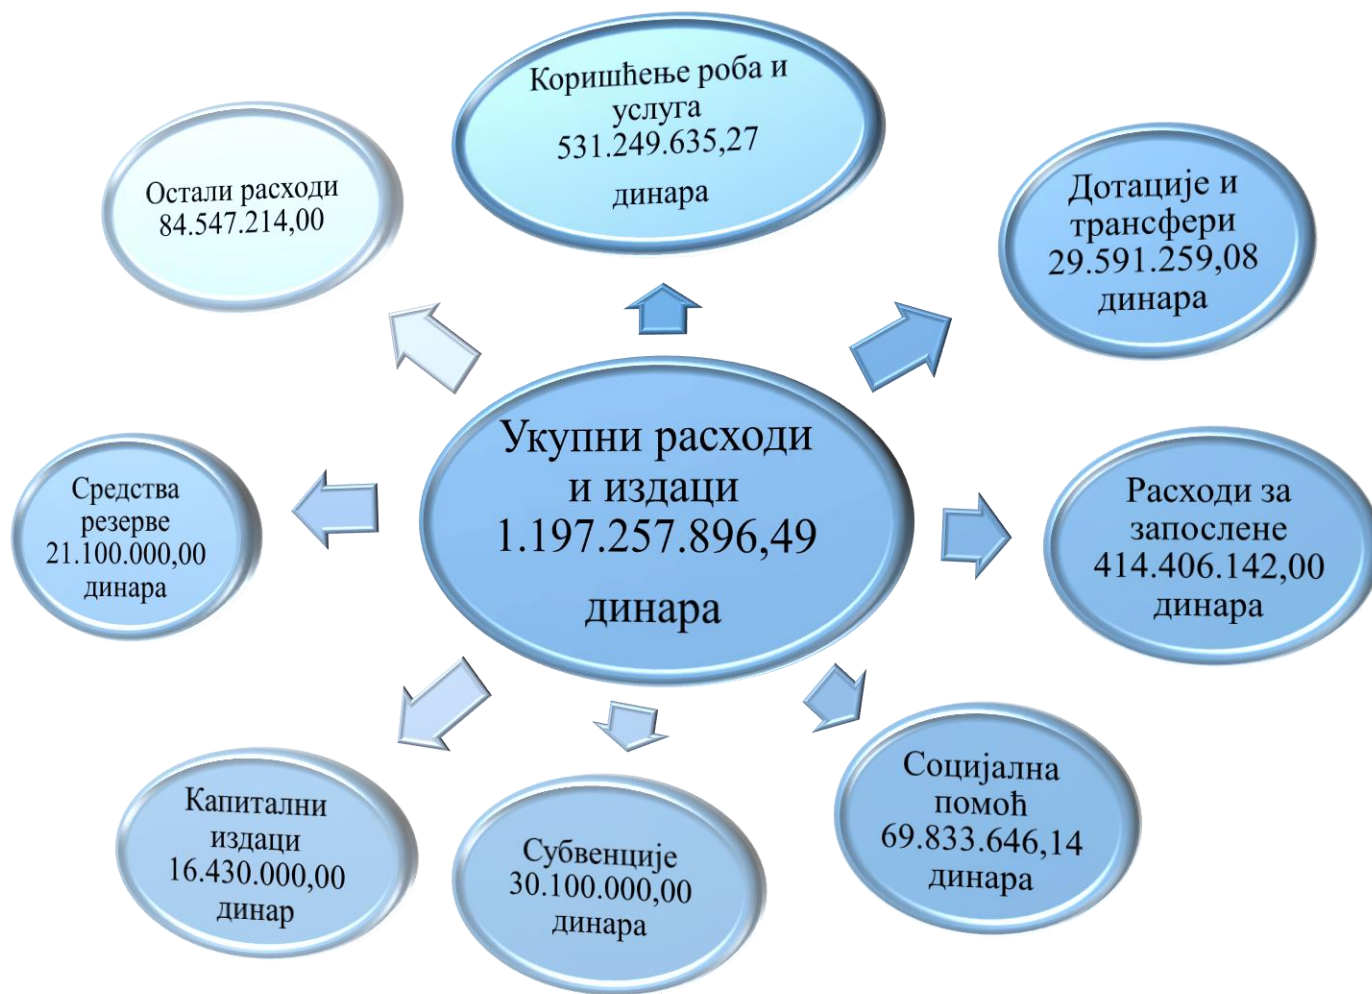 Коришћење роба и
услуга
531.249.635,27
динара
Остали расходи
84.547.214,00
Дотације и
трансфери
29.591.259,08
динара
Укупни расходи
и издаци
1.197.257.896,49
динара
Средства
резерве
21.100.000,00
динара
Расходи за
запослене
414.406.142,00
динара
Капитални
издаци
16.430.000,00
динар
Субвенције
30.100.000,00
динара
Социјална
помоћ
69.833.646,14
динара